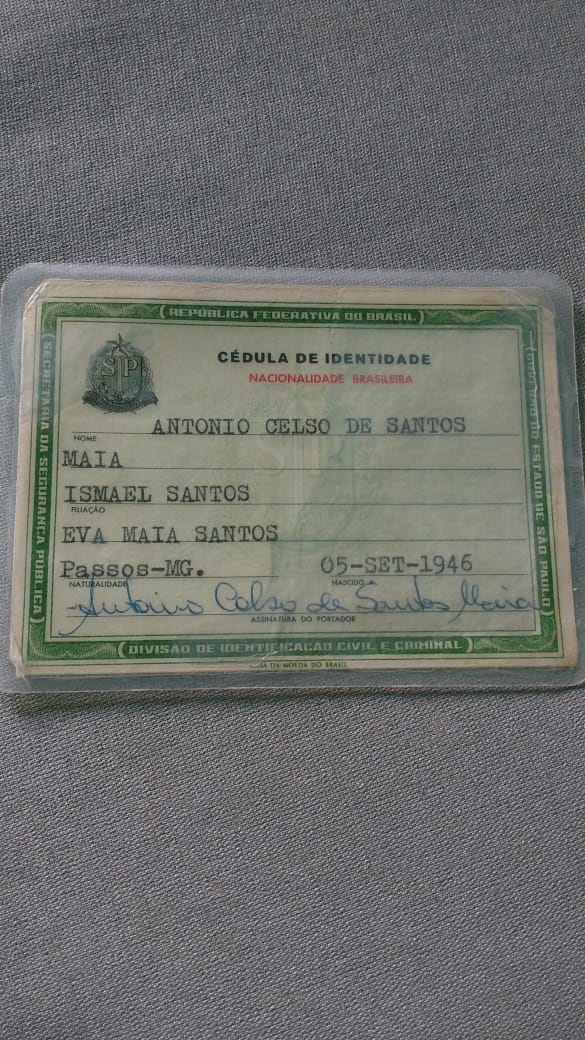 REPÚBLICA FEDERATIVA DO BRASIL
SP
CÉDULA DE IDENTIDADE
NACIONALIDADE BRASILEIRA
SECRETARIA DA SEGURANÇA PÚBLICA
DO ESTADO DE SÃO PAULO
ANTONIO CELSO DE SANTOS
NOME
MAIA
ISMAEL SANTOS
FILIAÇÃO
EVA MAIA SANTOS
Passos-MG. 05-SET-1946
NATURALIDADE NASCIDO A
Antonio Celso de Santos Maia
ASSINATURA DO PORTADOR
DIVISÃO DE IDENTIFICAÇÃO CIVIL E CRIMINAL
CASA DA MOEDA DO BRASIL